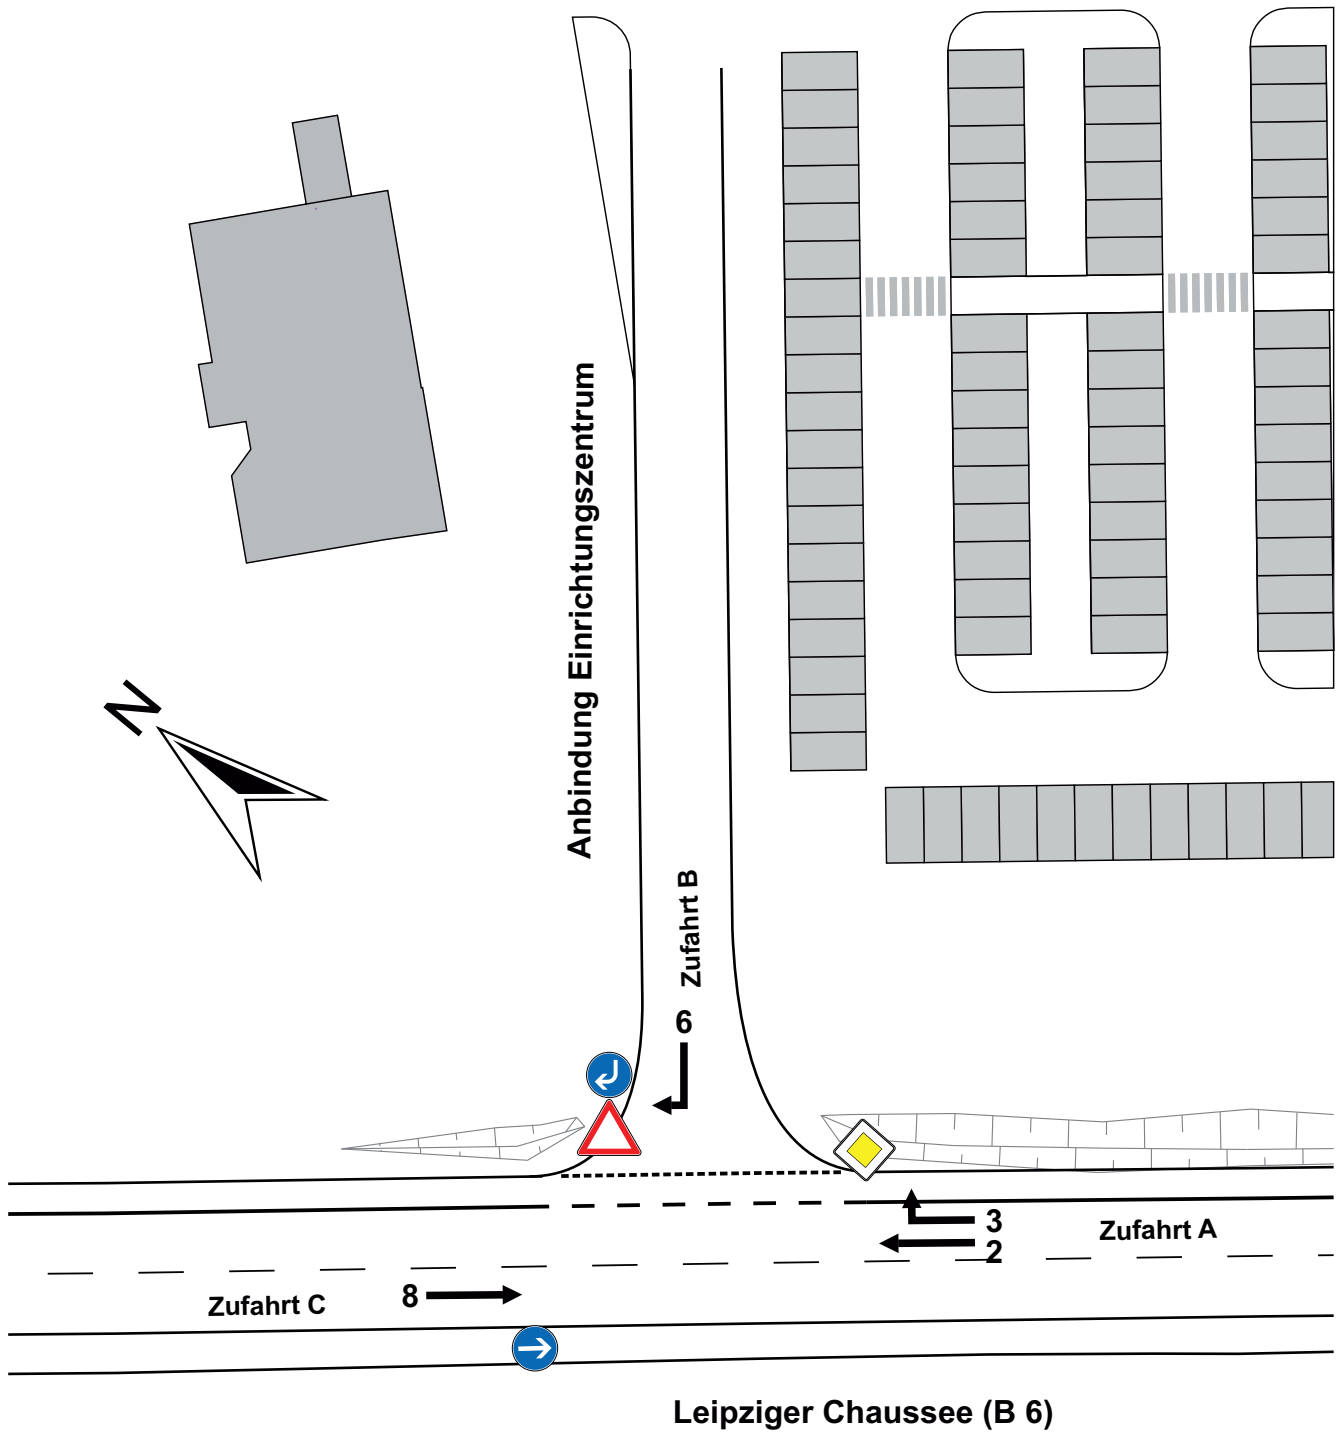 Anbindung Einrichtungszentrum
N
Zufahrt B
6
3
Zufahrt A
2
8
Zufahrt C
Leipziger Chaussee (B 6)